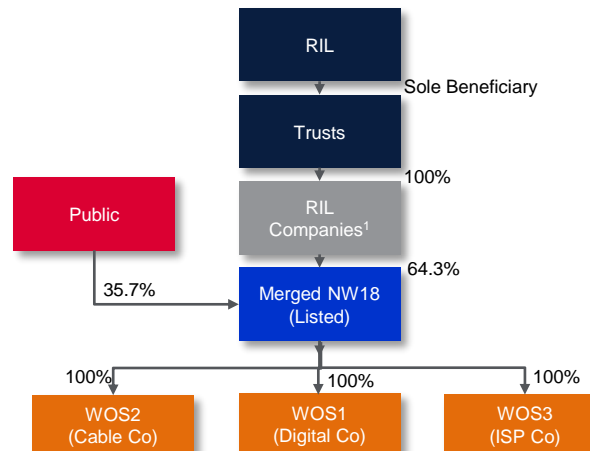 RIL
Sole Beneficiary
Trusts
100%
RIL
Companies¹
Public
64.3%
35.7%
Merged NW18
(Listed)
100%
100%
100%
WOS2
(Cable Co)
WOS1
(Digital Co)
WOS3
(ISP Co)